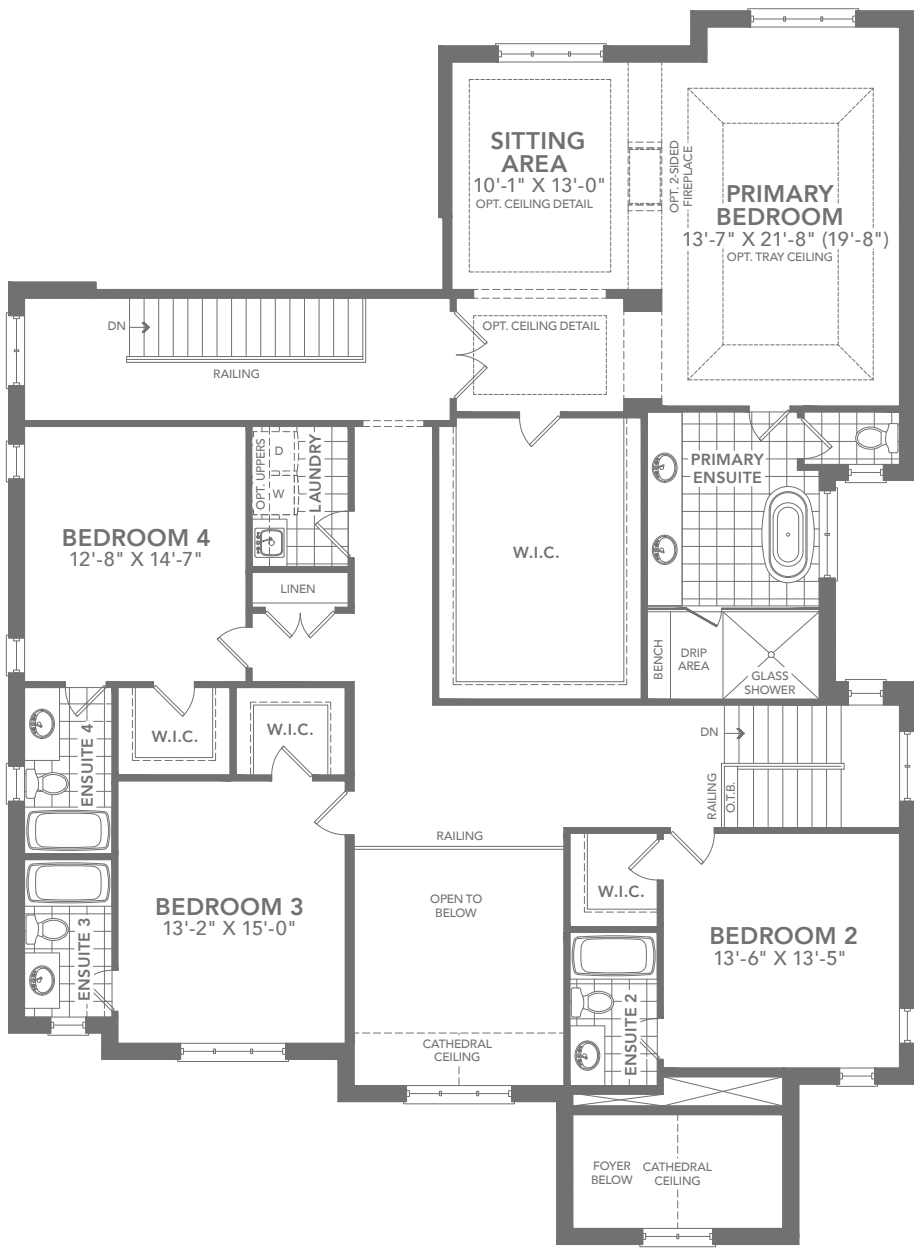 SITTING
AREA
10'-1" X 13'-0"
OPT. CEILING DETAIL
OPT. 2-SIDED
FIREPLACE
PRIMARY
BEDROOM
13'-7" X 21'-8" (19'-8")
OPT. TRAY CEILING
DN
RAILING
OPT. CEILING DETAIL
OPT. UPPERS
D
W
LAUNDRY
PRIMARY
ENSUITE
BEDROOM 4
12'-8" X 14'-7"
W.I.C.
LINEN
BENCH
DRIP
AREA
GLASS
SHOWER
ENSUITE 4
W.I.C.
W.I.C.
DN
RAILING
O.T.B.
RAILING
OPEN TO
BELOW
W.I.C.
BEDROOM 3
13'-2" X 15'-0"
ENSUITE 3
BEDROOM 2
13'-6" X 13'-5"
ENSUITE 2
CATHEDRAL
CEILING
FOYER
BELOW
CATHEDRAL
CEILING